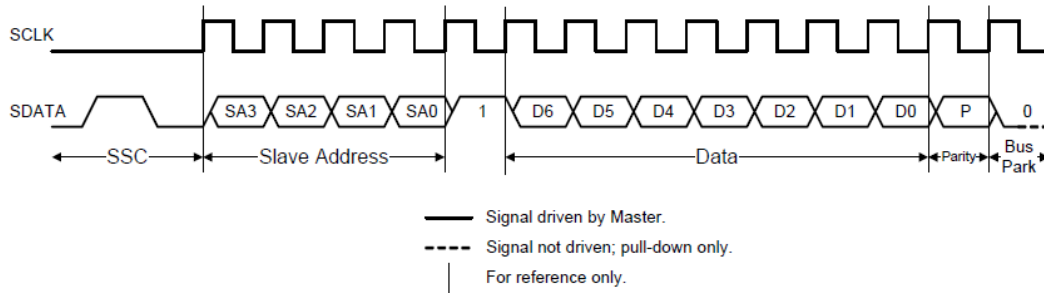 SCLK
SDATA SA3 SA2 SA1 SA0 1 D6 D5 D4 D3 D2 D1 D0 P 0
SSC Slave Address Data Parity Bus Park
Signal driven by Master.
Signal not driven; pull-down only.
For reference only.